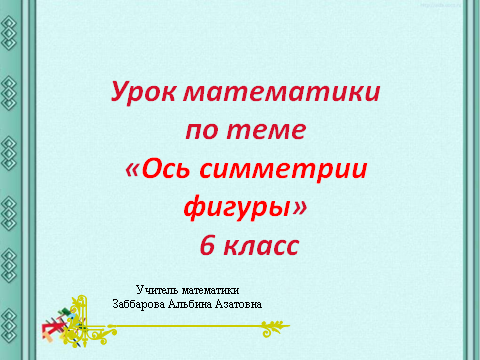 Урок математики
по теме
«Ось симметрии
фигуры»
6 класс
Учитель математики
Заббарова Альбина Азатовна